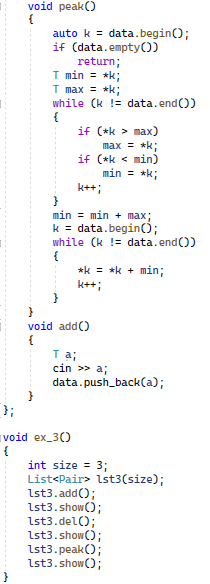 void peak()
{
auto k = data.begin();
if (data.empty())
return;
T min = *k;
T max = *k;
while (k != data.end())
{
if (*k > max)
max = *k;
if (*k < min)
min = *k;
k++;
}
min = min + max;
k = data.begin();
while (k != data.end())
{
*k = *k + min;
k++;
}
}
void add()
{
T a;
cin >> a;
data.push_back(a);
}
};
void ex_3()
{
int size = 3;
List<Pair> lst3(size);
lst3.add();
lst3.show();
lst3.del();
lst3.show();
lst3.peak();
lst3.show();
}